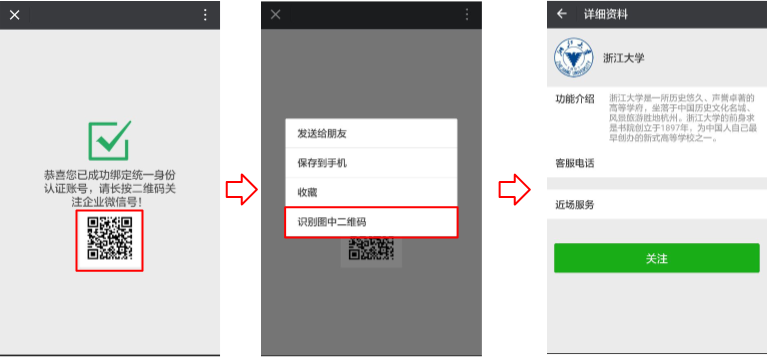 恭喜您已成功绑定统一身份
认证账号，请长按二维码关
注企业微信号！
发送给朋友
保存到手机
收藏
识别图中二维码
详细资料
浙江大学
功能介绍
浙江大学是一所历史悠久、声誉卓著的
高等学府，坐落于中国历史文化名城、
风景旅游胜地杭州。浙江大学的前身求
是书院创立于1897年，为中国人自己最
早创办的新式高等学校之一。
客服电话
近场服务
关注